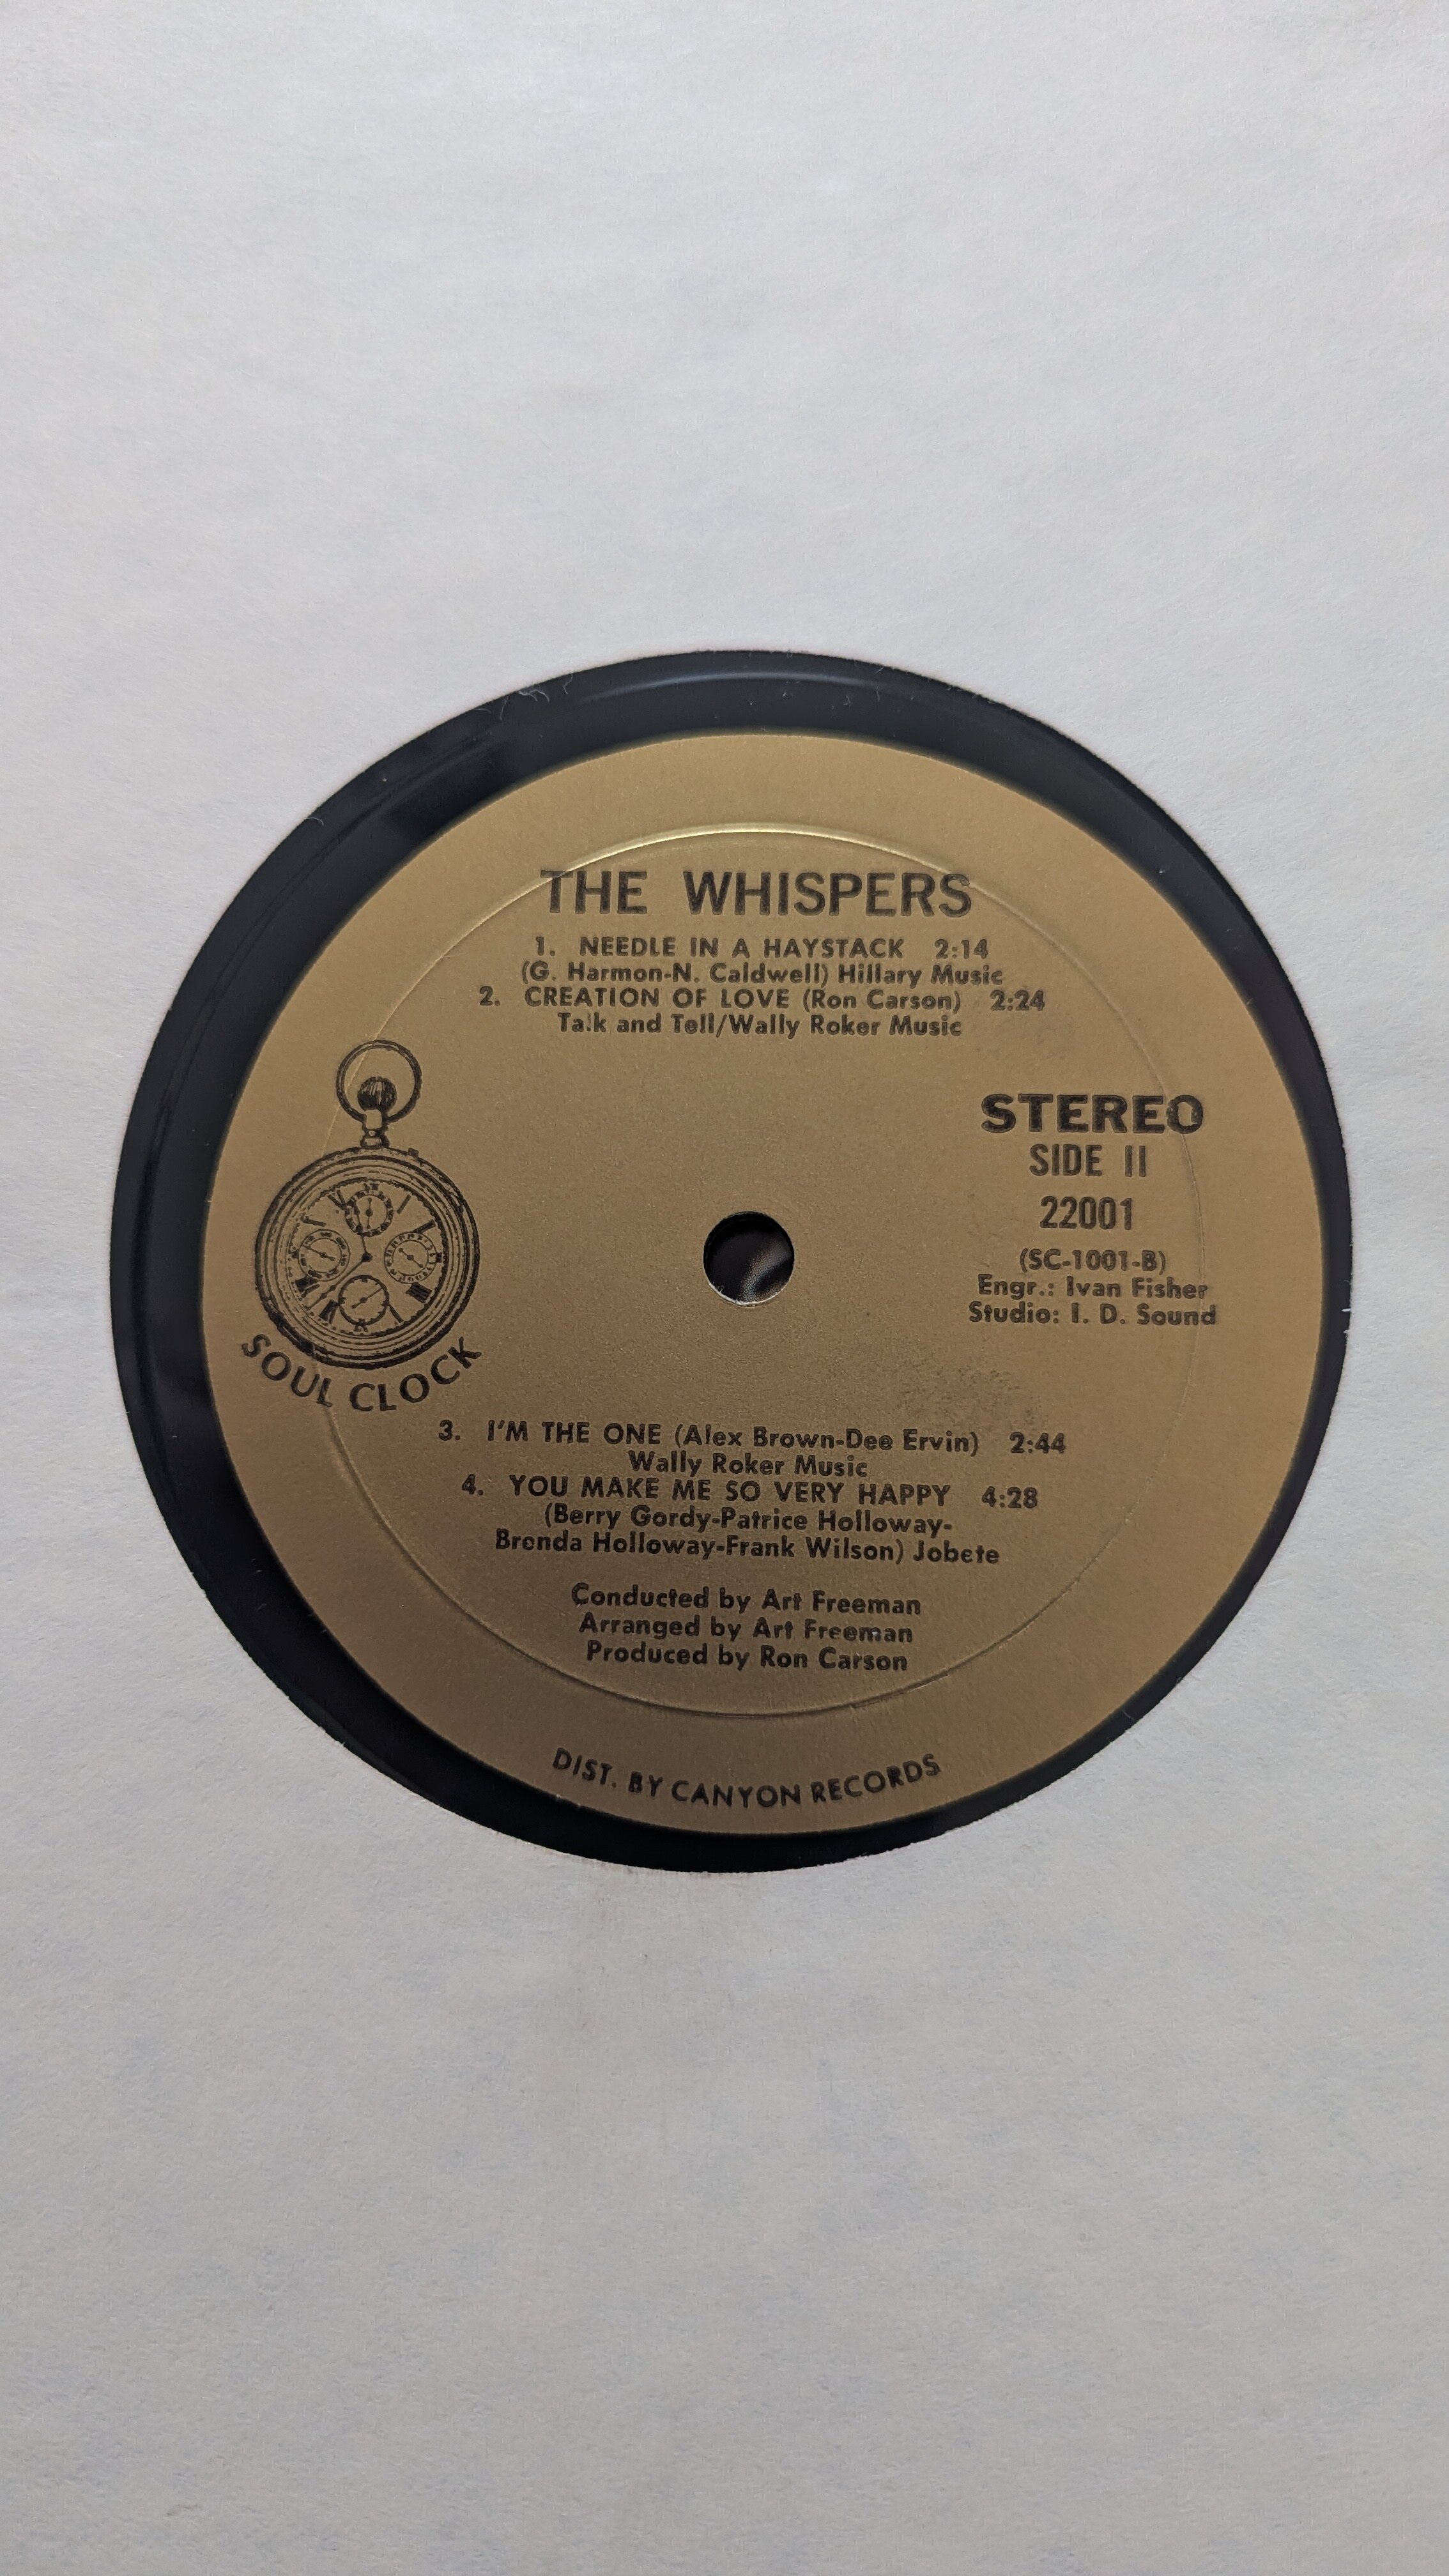 THE WHISPERS
1. NEEDLE IN A HAYSTACK 2:14
(G. Harmon-N. Caldwell) Hillary Music
2. CREATION OF LOVE (Ron Carson) 2:24
Talk and Tell/Wally Roker Music
STEREO
SIDE II
22001
(SC-1001-B)
Engr.: Ivan Fisher
Studio: I. D. Sound
SOUL CLOCK
3. I'M THE ONE (Alex Brown-Dee Ervin) 2:44
Wally Roker Music
4. YOU MAKE ME SO VERY HAPPY 4:28
(Berry Gordy-Patrice Holloway-
Brenda Holloway-Frank Wilson) Jobete
Conducted by Art Freeman
Arranged by Art Freeman
Produced by Ron Carson
DIST. BY CANYON RECORDS